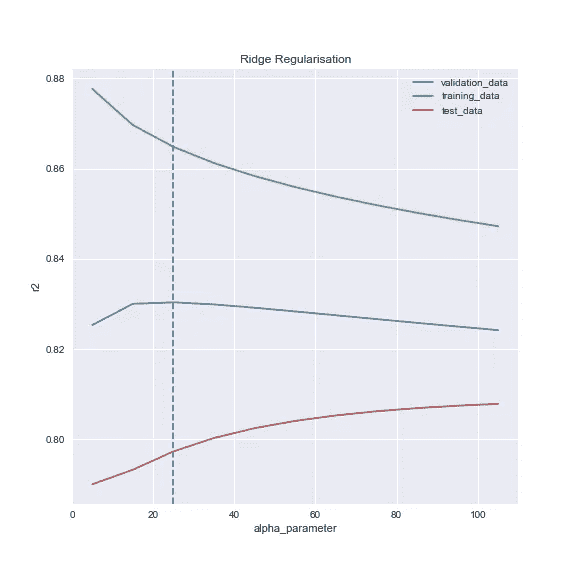 Ridge Regularisation
validation_data
training_data
test_data
0.88
0.86
0.84
0.82
0.80
r2
0
20
40
60
80
100
alpha_parameter